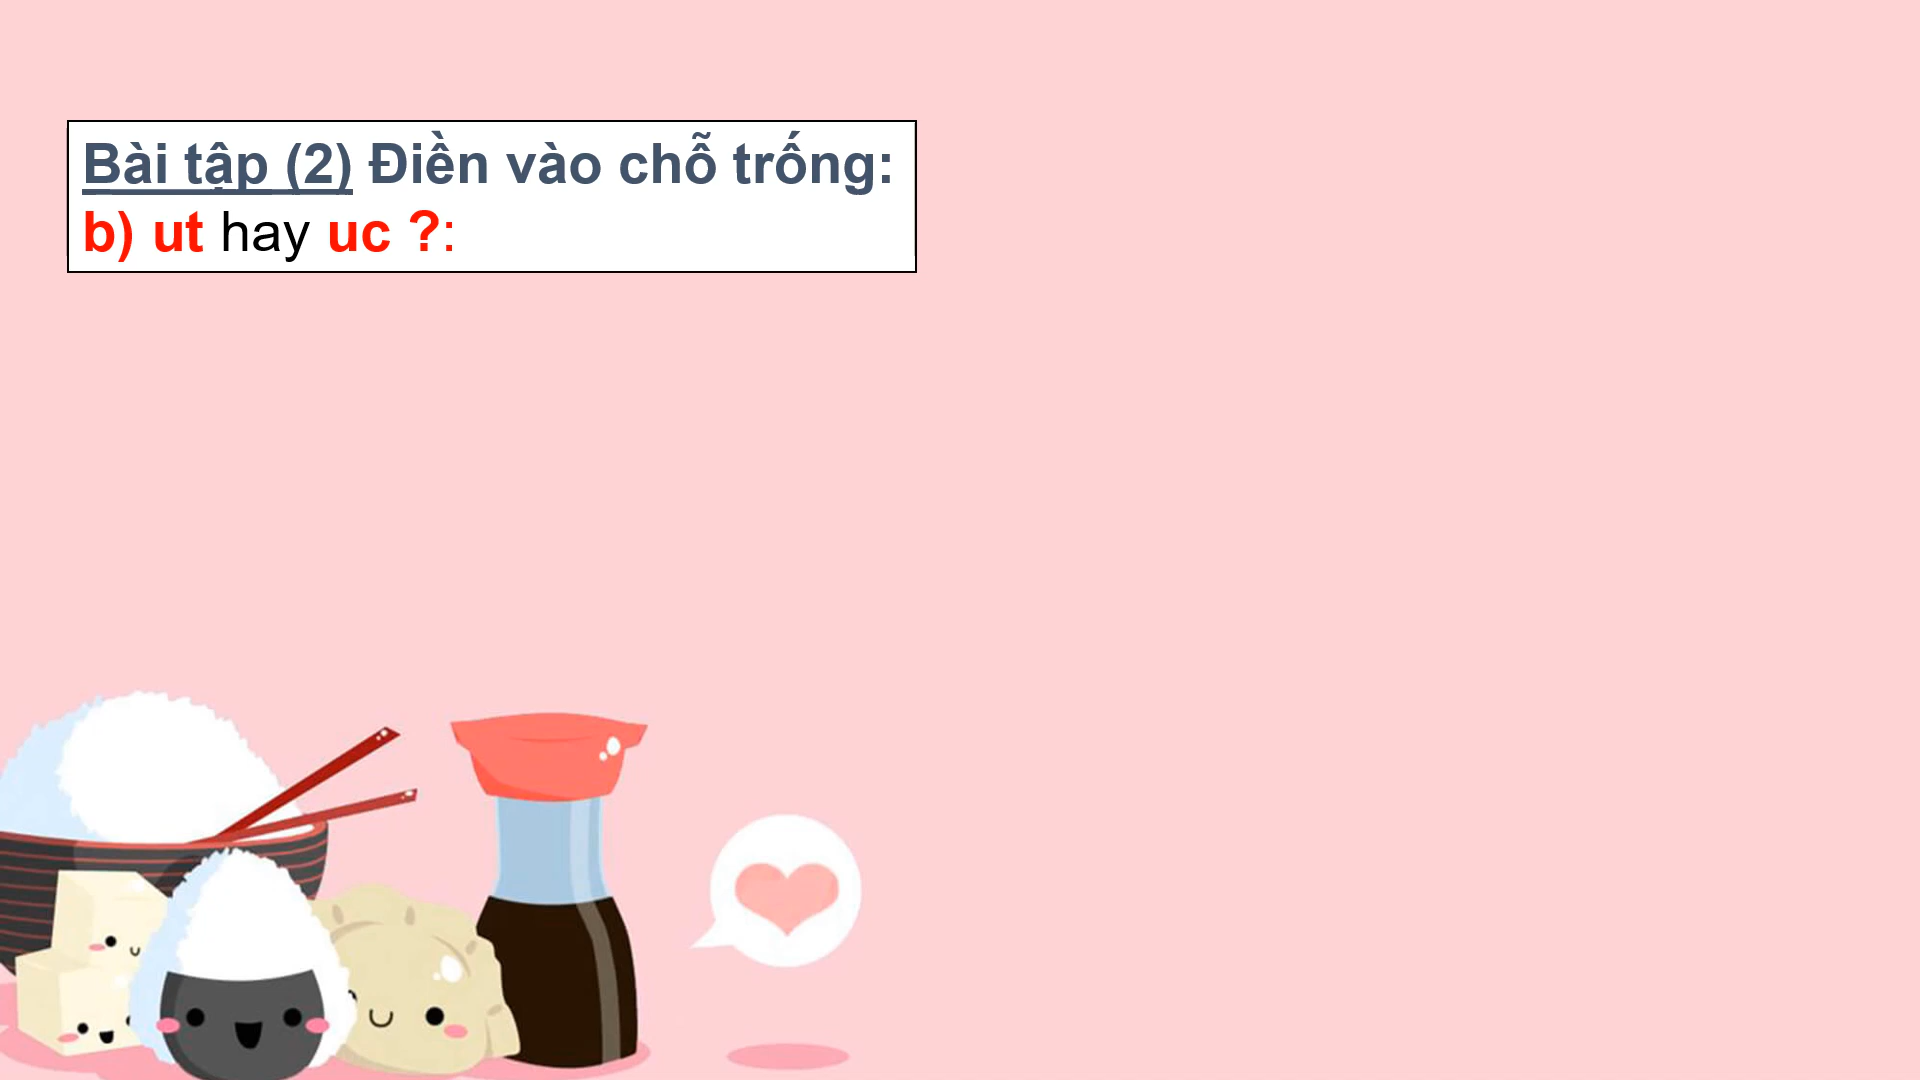 Bài tập (2) Điền vào chỗ trống:
b) ut hay uc ?: